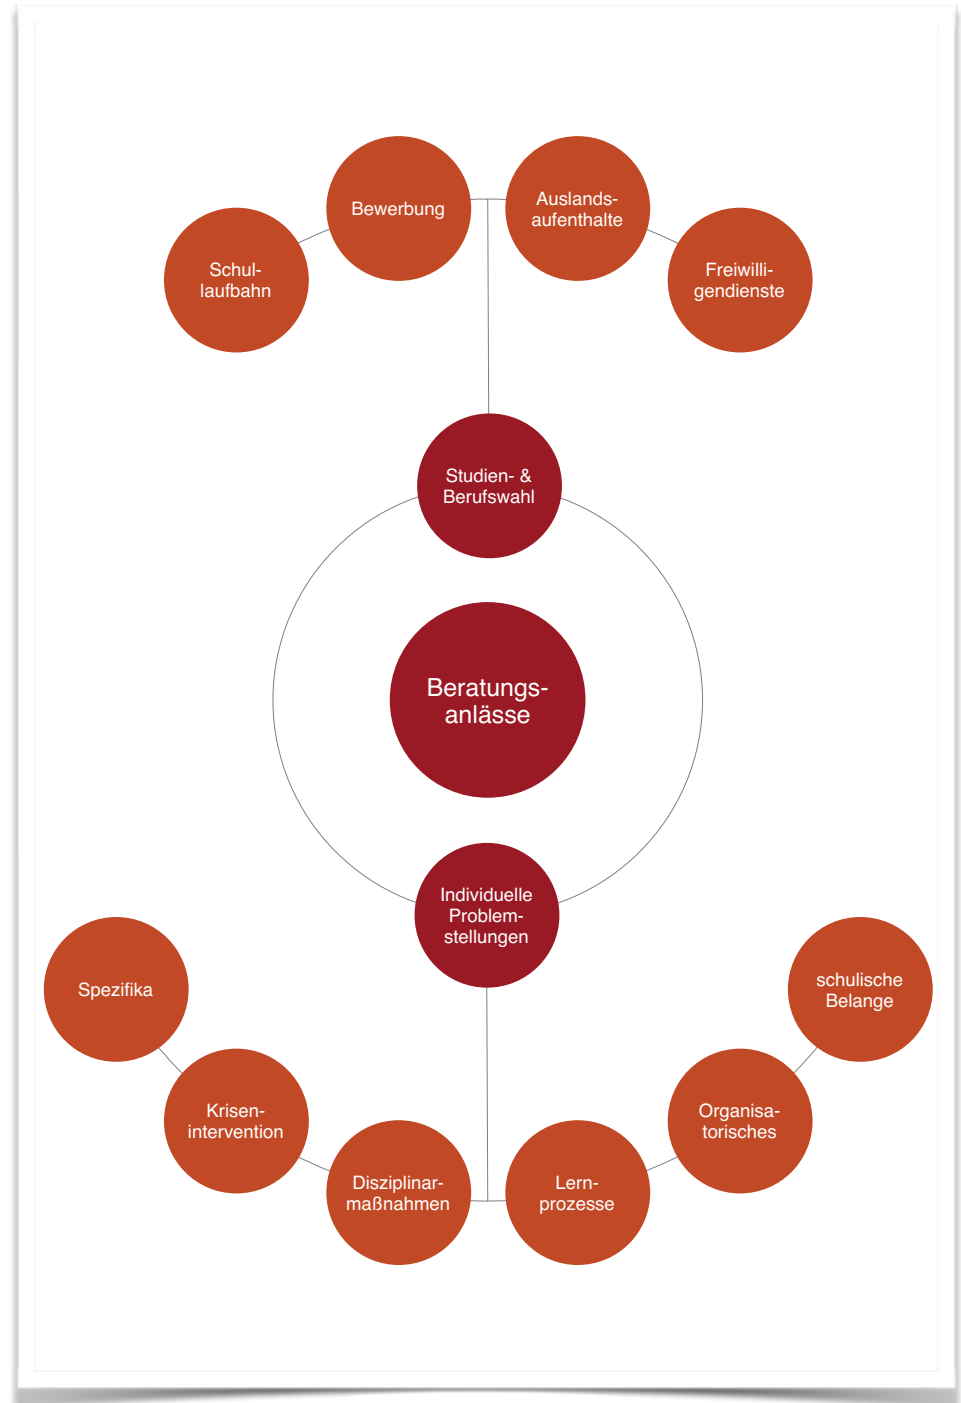 Bewerbung
Auslands-
aufenthalte
Schul-
laufbahn
Freiwilli-
gendienste
Studien- &
Berufswahl
Beratungs-
anlässe
Individuelle
Problem-
stellungen
Spezifika
schulische
Belange
Krisen-
intervention
Organisa-
torisches
Disziplinar-
maßnahmen
Lern-
prozesse